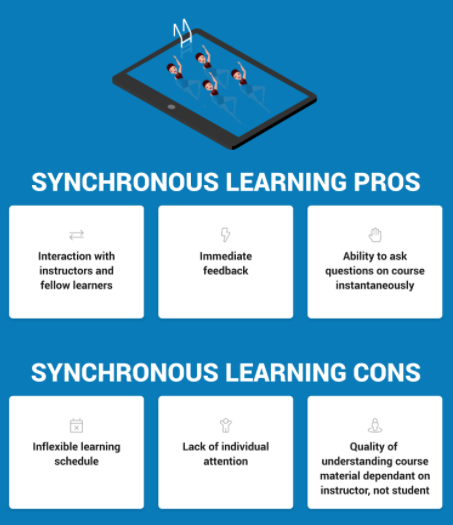 SYNCHRONOUS LEARNING PROS
Interaction with
instructors and
fellow learners
Immediate
feedback
Ability to ask
questions on course
instantaneously
SYNCHRONOUS LEARNING CONS
Inflexible learning
schedule
Lack of individual
attention
Quality of
understanding course
material dependant on
instructor, not student